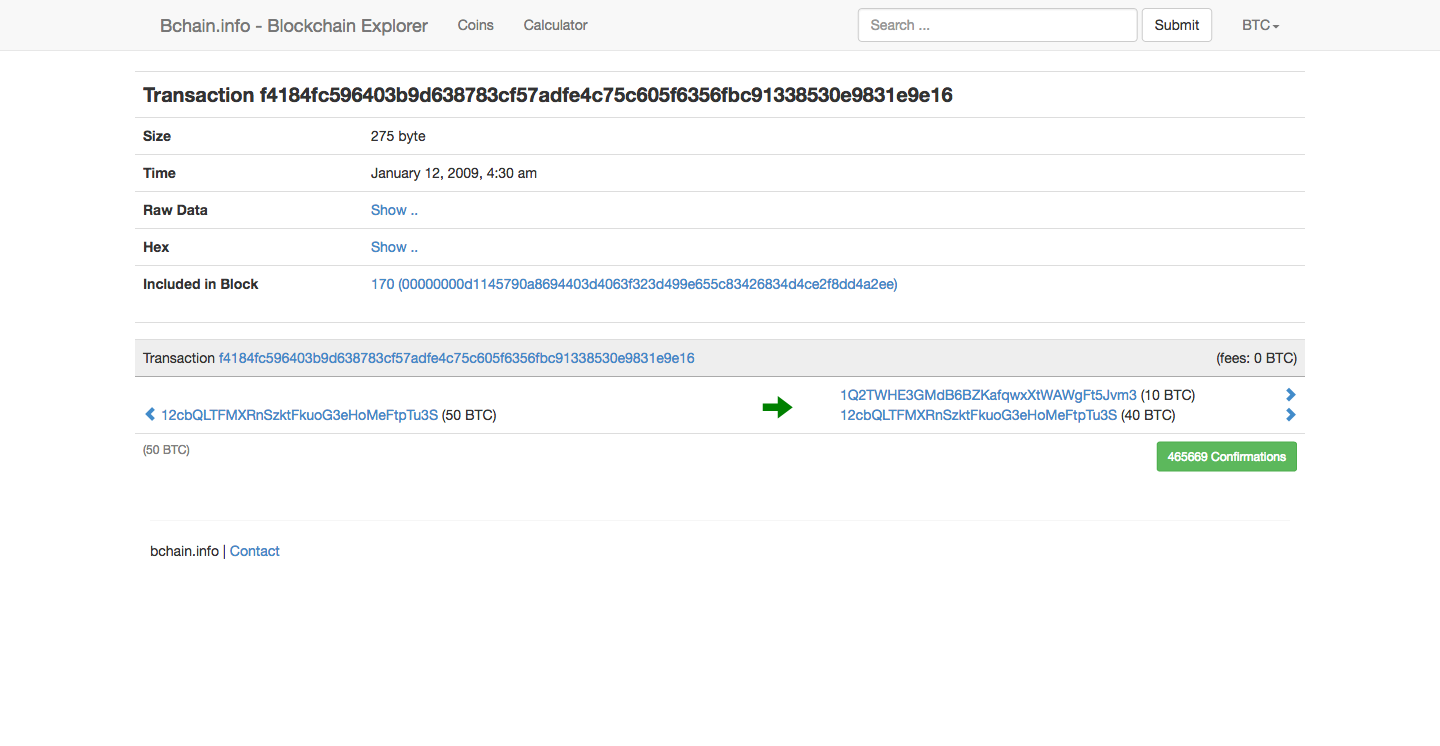 Bchain.info - Blockchain Explorer Coins Calculator Search ... Submit BTC
Transaction f4184fc596403b9d638783cf57adfe4c75c605f6356fbc91338530e9831e9e16
Size 275 byte
Time January 12, 2009, 4:30 am
Raw Data Show ..
Hex Show ..
Included in Block 170 (00000000d1145790a8694403d4063f323d499e655c83426834d4ce2f8dd4a2ee)
Transaction f4184fc596403b9d638783cf57adfe4c75c605f6356fbc91338530e9831e9e16 (fees: 0 BTC)
1Q2TWHE3GMdB6BZKafqwxXtWAWgFt5Jvm3 (10 BTC)
12cbQLTFMXRnSzktFkuoG3eHoMeFtpTu3S (50 BTC) 12cbQLTFMXRnSzktFkuoG3eHoMeFtpTu3S (40 BTC)
(50 BTC) 465669 Confirmations
bchain.info | Contact